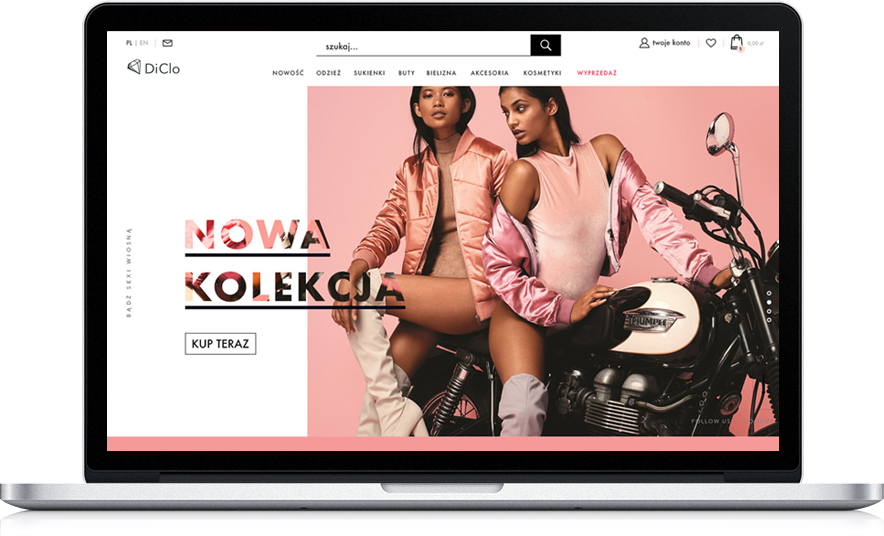 PL | EN
szukaj...
twoje konto
0,00 zł
DiClo
NOWOŚĆ ODZIEŻ SUKIENKI BUTY BIELIZNA AKCESORIA KOSMETYKI WYPRZEDAŻ
BĄDŹ SEXI WIOSNĄ
NOWA
KOLEKCJA
KUP TERAZ
TRIUMPH
FOLLOW US